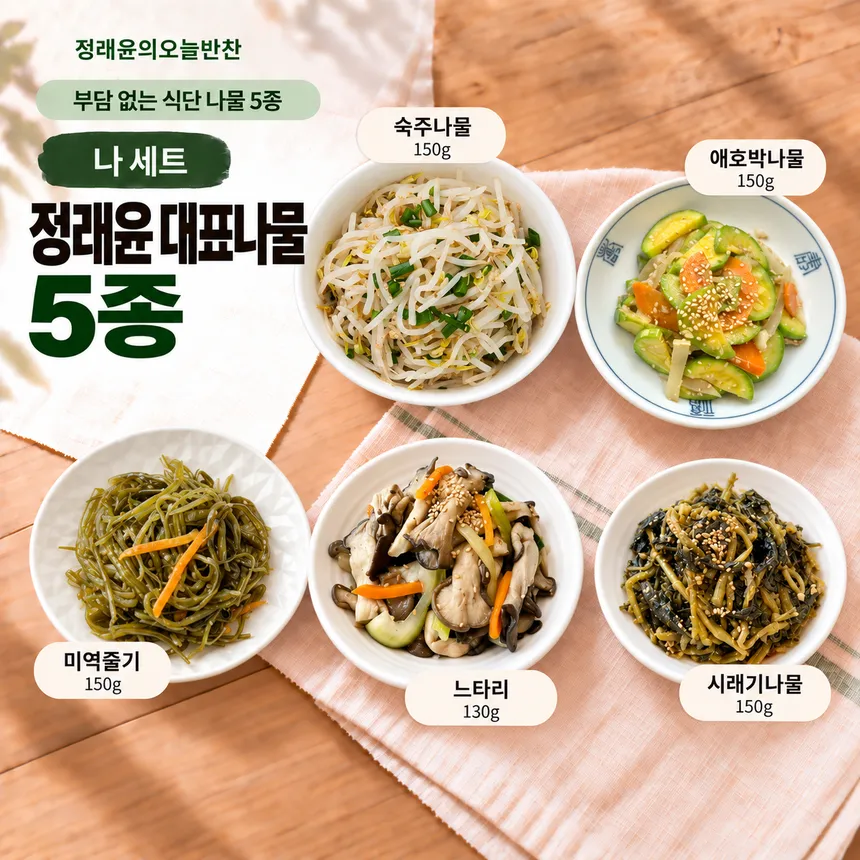 정래윤의오늘반찬
부담 없는 식단 나물 5종
나 세트
정래윤 대표나물
5종
숙주나물
150g
애호박나물
150g
미역줄기
150g
느타리
130g
시래기나물
150g